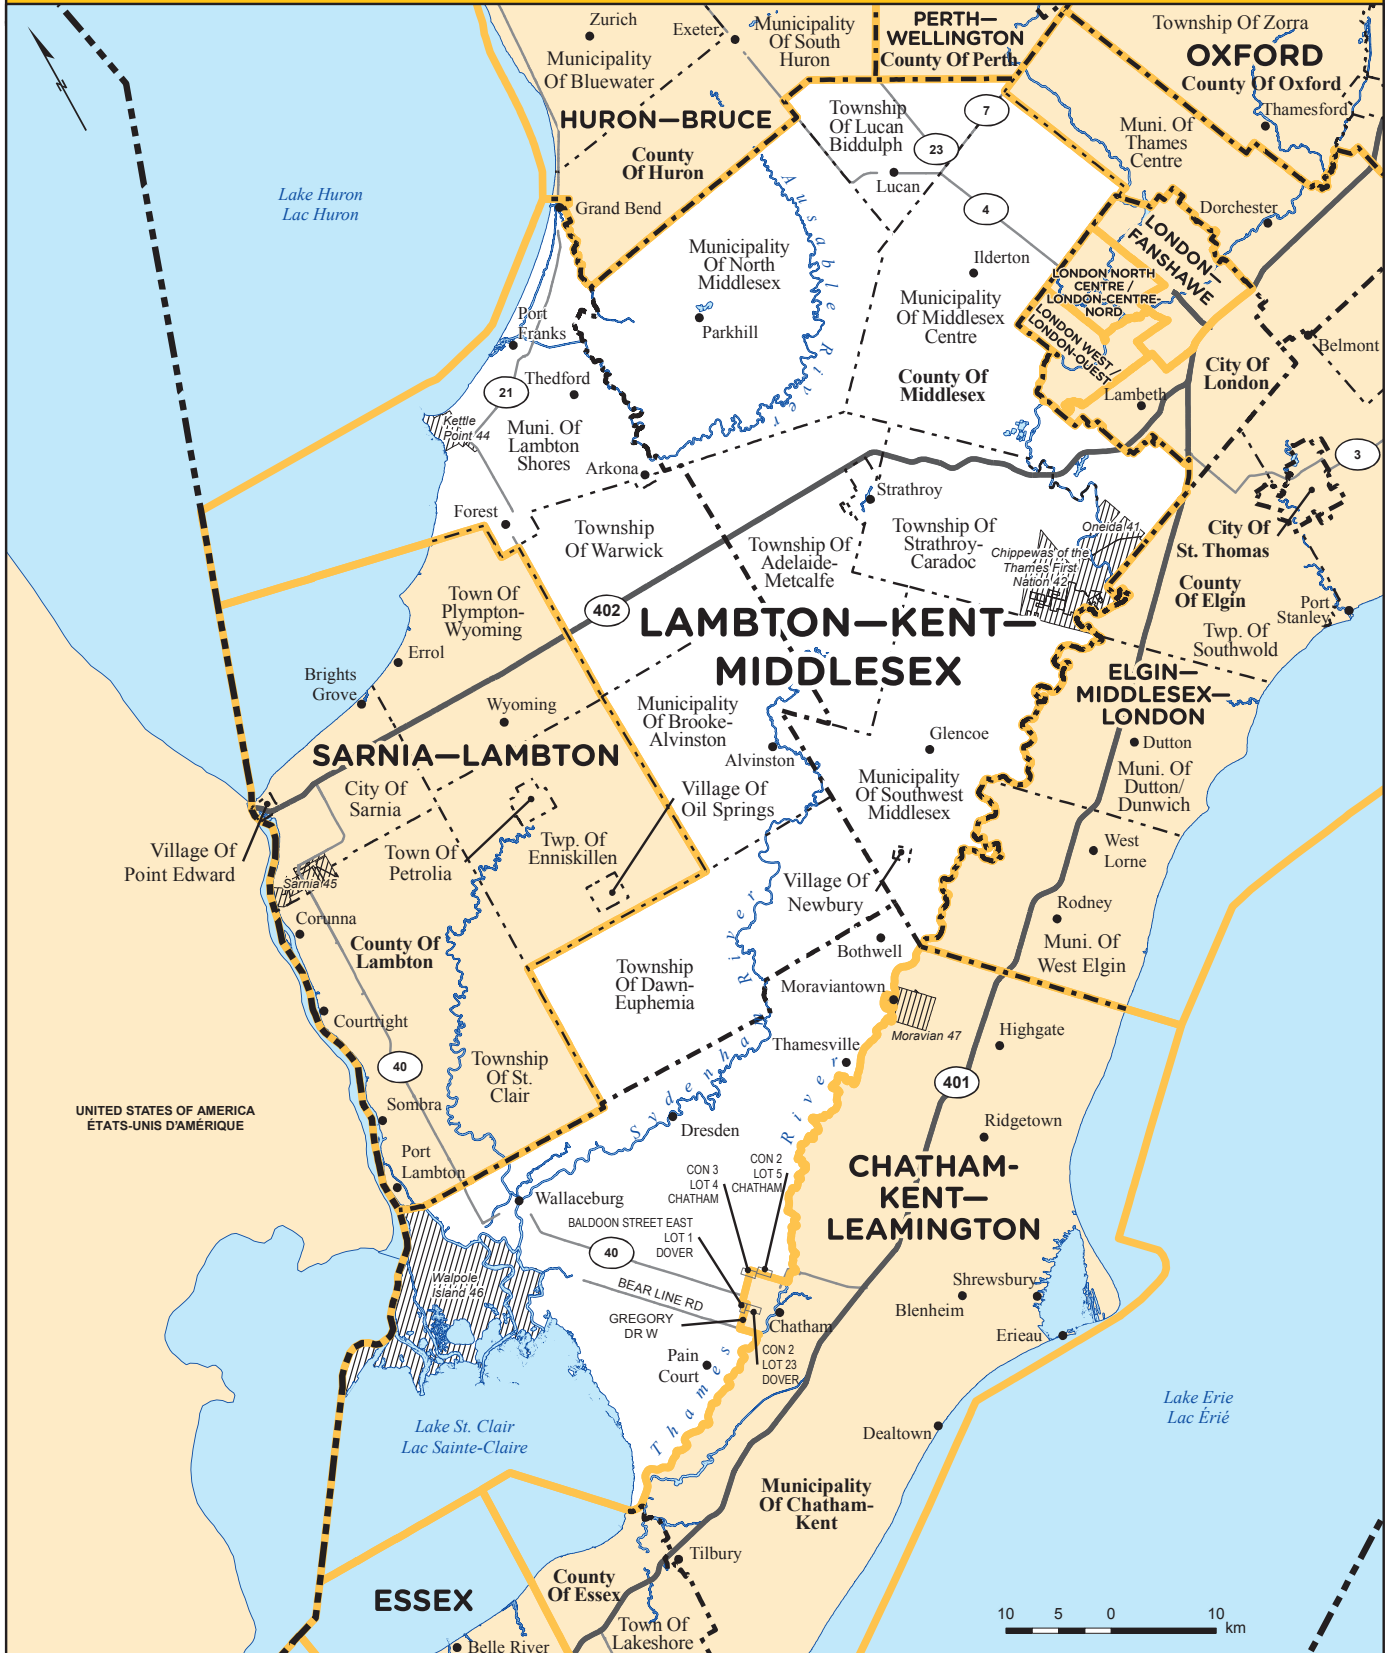 Zurich
Exeter
Municipality
Of South
Huron
PERTH—
WELLINGTON
County Of Perth
Township Of Zorra
OXFORD
County Of Oxford
Thamesford
Municipality
Of Bluewater
HURON—BRUCE
County
Of Huron
Township
Of Lucan
Biddulph
7
23
Lucan
4
Muni. Of
Thames
Centre
Dorchester
N
Lake Huron
Lac Huron
Grand Bend
Ausable River
Municipality
Of North
Middlesex
Parkhill
Ilderton
Municipality
Of Middlesex
Centre
County Of
Middlesex
LONDON—
FANSHAWE
LONDON NORTH
CENTRE /
LONDON-CENTRE-
NORD
LONDON WEST /
LONDON-OUEST
City Of
London
Belmont
Lambeth
Port
Franks
Thedford
21
Kettle
Point 44
Muni. Of
Lambton
Shores
Arkona
3
Forest
Township
Of Warwick
Strathroy
Township Of
Adelaide-
Metcalfe
Township Of
Strathroy-
Caradoc
Oneida 41
Chippewas of the
Thames First
Nation 42
City Of
St. Thomas
County
Of Elgin
Port
Stanley
Twp. Of
Southwold
Town Of
Plympton-
Wyoming
402
LAMBTON—KENT—
MIDDLESEX
Errol
Brights
Grove
Wyoming
SARNIA—LAMBTON
City Of
Sarnia
Municipality
Of Brooke-
Alvinston
Alvinston
Glencoe
ELGIN—
MIDDLESEX—
LONDON
Dutton
Muni. Of
Dutton/
Dunwich
Village Of
Oil Springs
Municipality
Of Southwest
Middlesex
Village Of
Point Edward
Town Of
Petrolia
Twp. Of
Enniskillen
West
Lorne
Sarnia 45
Village Of
Newbury
Corunna
County Of
Lambton
Rodney
Muni. Of
West Elgin
Bothwell
Township
Of Dawn-
Euphemia
Sydenham River
Moraviantown
Moravian 47
Courtright
Highgate
Thamesville
40
Township
Of St.
Clair
401
UNITED STATES OF AMERICA
ÉTATS-UNIS D'AMÉRIQUE
Sombra
Dresden
Ridgetown
Port
Lambton
CON 3
LOT 4
CHATHAM
CON 2
LOT 5
CHATHAM
CHATHAM-
KENT—
LEAMINGTON
Wallaceburg
BALDOON STREET EAST
LOT 1
DOVER
40
Walpole
Island 46
BEAR LINE RD
Shrewsbury
Blenheim
GREGORY
DR W
Chatham
Erieau
CON 2
LOT 23
DOVER
Pain
Court
Thames River
Lake St. Clair
Lac Sainte-Claire
Dealtown
Lake Erie
Lac Érié
Municipality
Of Chatham-
Kent
Tilbury
County
Of Essex
ESSEX
Town Of
Lakeshore
Belle River
10 5 0 10
km